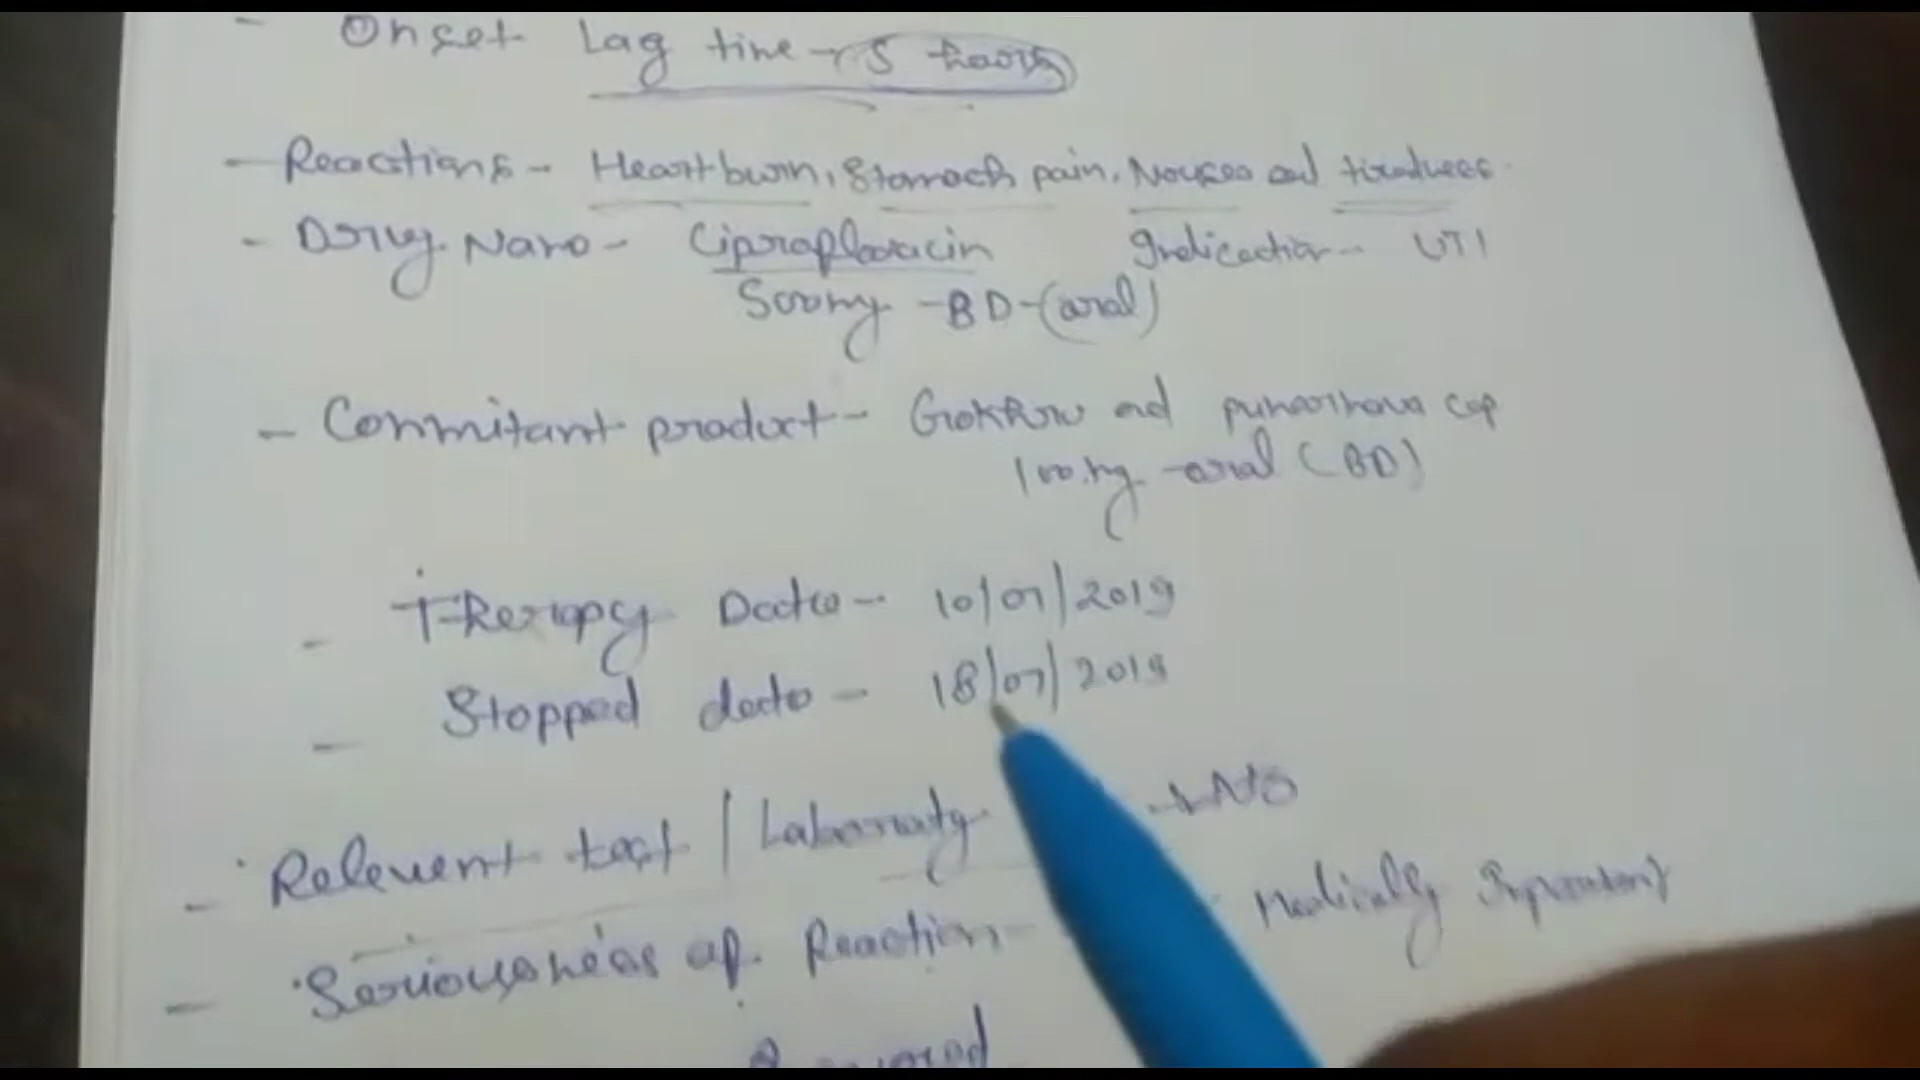 - Onset Lag time → 5 hours
- Reactions - Heartburn, Stomach pain, Nausea and tiredness.
- Drug Name - Ciprofloxacin Indication - UTI
500mg - BD - (oral)
- Conmitant product - Gokhru and punarnava cap
100mg - oral (BD)
- Therapy Date - 10/07/2019
- Stopped date - 18/07/2019
- Relevent test / Laboraty → NO
- Seriousness of Reaction - Medically Important